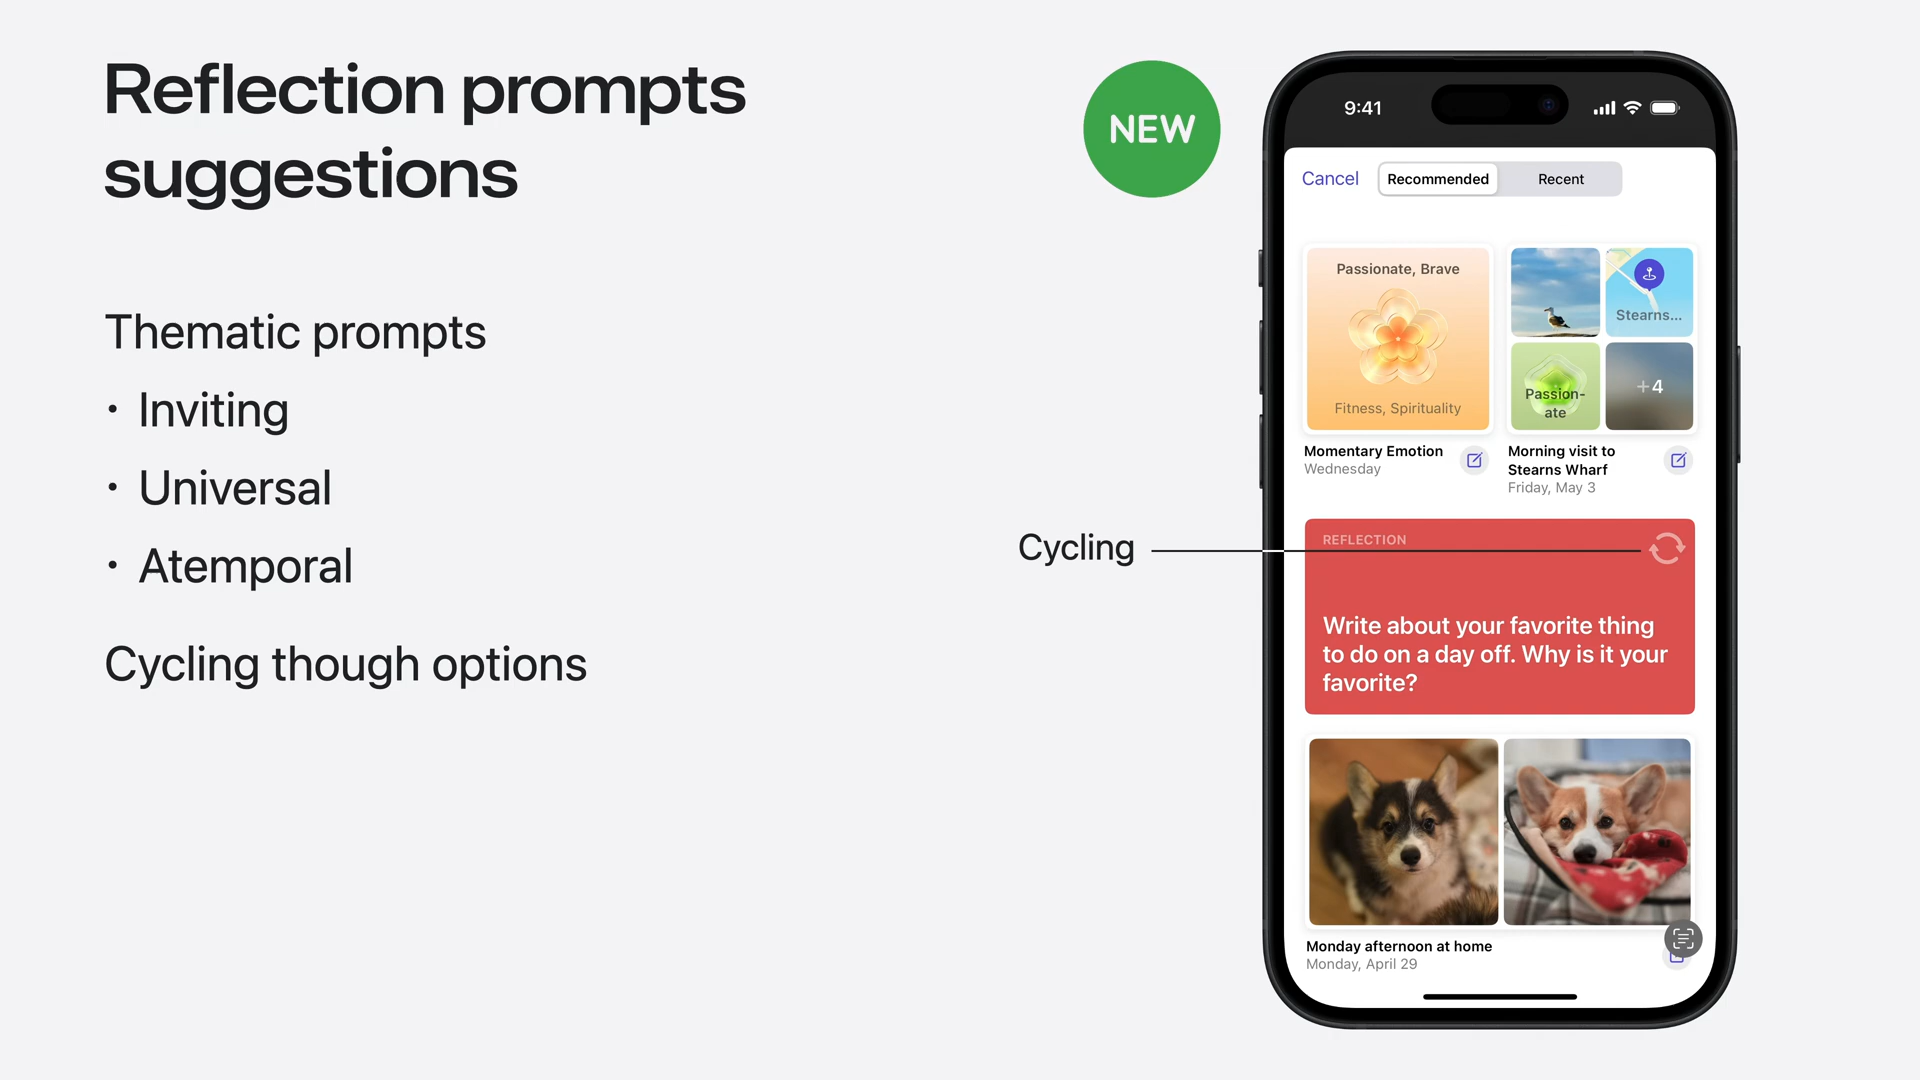 Reflection prompts
suggestions
Thematic prompts
• Inviting
• Universal
• Atemporal
Cycling though options
NEW
Cycling
9:41
Cancel
Recommended
Recent
Passionate, Brave
Fitness, Spirituality
Momentary Emotion
Wednesday
Stearns...
Passion-
ate
+4
Morning visit to
Stearns Wharf
Friday, May 3
REFLECTION
Write about your favorite thing
to do on a day off. Why is it your
favorite?
Monday afternoon at home
Monday, April 29